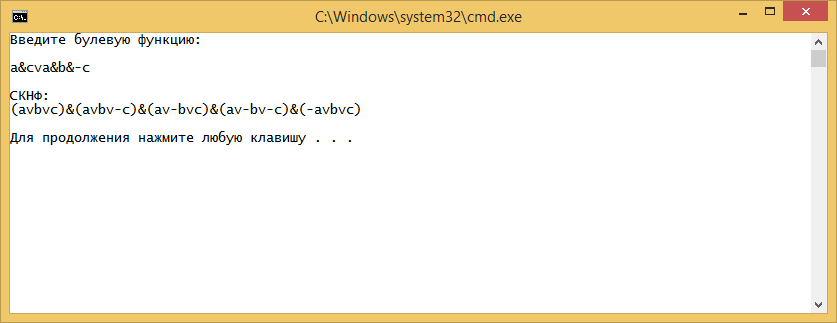 C:\Windows\system32\cmd.exe
Введите булевую функцию:
a&cva&b&-c
СКНФ:
(avbvc)&(avbv-c)&(av-bvc)&(av-bv-c)&(-avbvc)
Для продолжения нажмите любую клавишу . . .